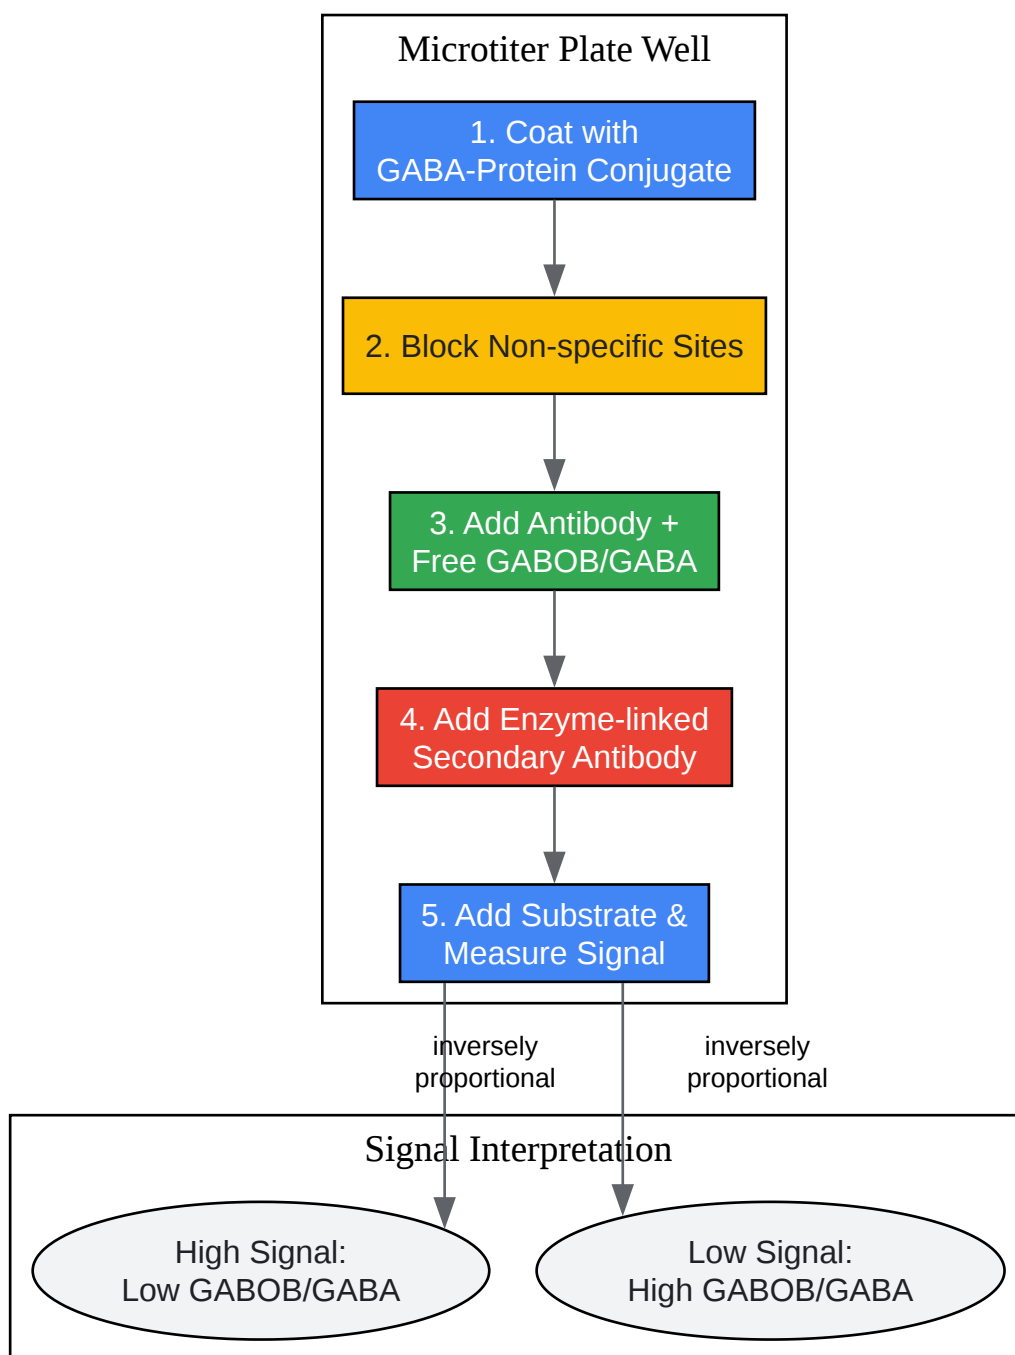 Microtiter Plate Well
1. Coat with
GABA-Protein Conjugate
2. Block Non-specific Sites
3. Add Antibody +
Free GABOB/GABA
4. Add Enzyme-linked
Secondary Antibody
5. Add Substrate &
Measure Signal
inversely
proportional
inversely
proportional
Signal Interpretation
High Signal:
Low GABOB/GABA
Low Signal:
High GABOB/GABA